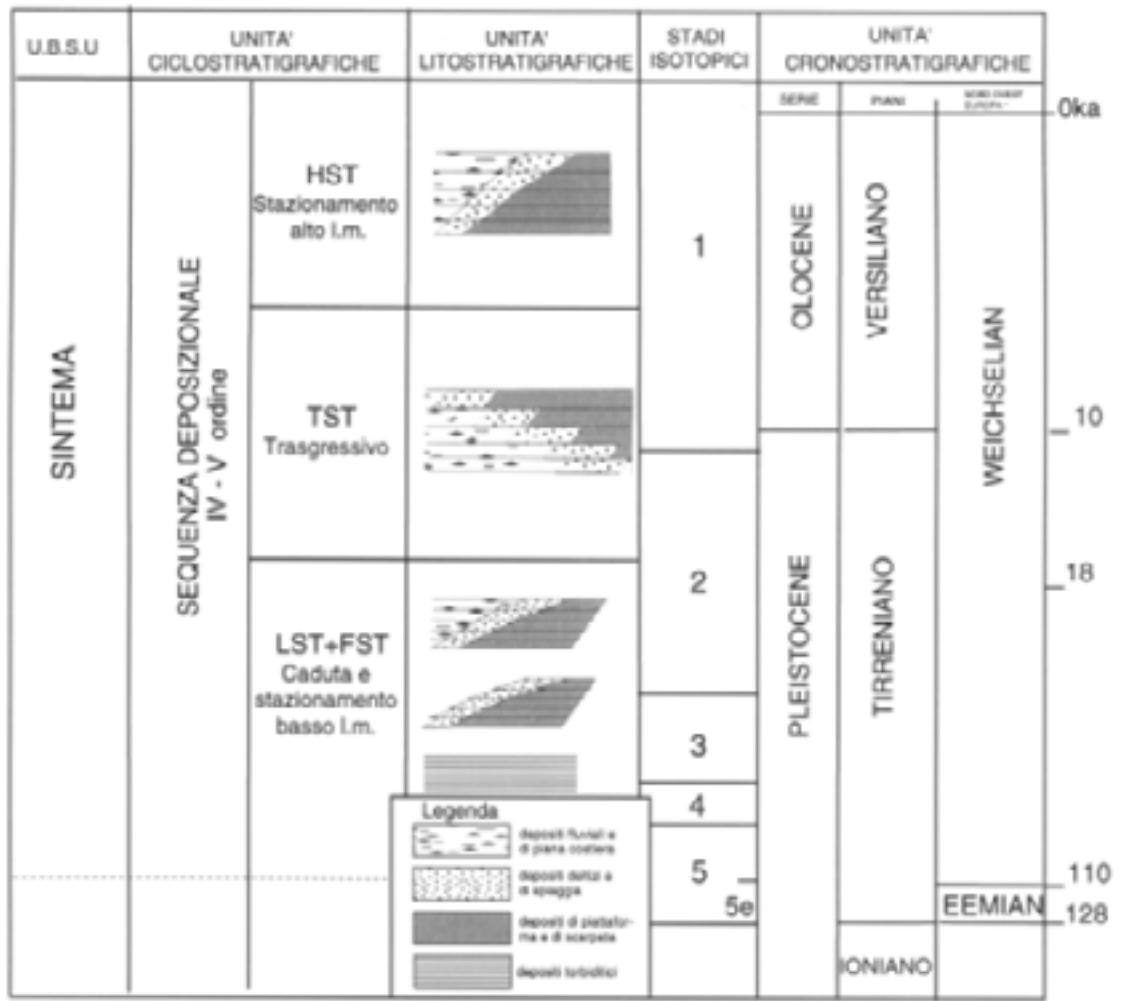 U.B.S.U
UNITA'
CICLOSTRATIGRAFICHE
UNITA'
LITOSTRATIGRAFICHE
STADI
ISOTOPICI
UNITA'
CRONOSTRATIGRAFICHE
SERIE
PIANI
NORD OVEST
EUROPA
0ka
SINTEMA
SEQUENZA DEPOSIZIONALE
IV - V ordine
HST
Stazionamento
alto l.m.
TST
Trasgressivo
LST+FST
Caduta e
stazionamento
basso l.m.
1
2
3
4
5
5e
OLOCENE
PLEISTOCENE
VERSILIANO
TIRRENIANO
IONIANO
WEICHSELIAN
EEMIAN
10
18
110
128
Legenda
depositi fluviali e
di piana costiera
depositi deltizi e
di spiaggia
depositi di piattafor-
ma e di scarpata
depositi torbiditici